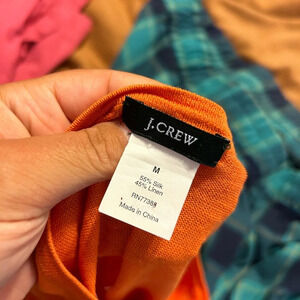 J.CREW
M
55% Silk
45% Linen
RN77388
Made in China